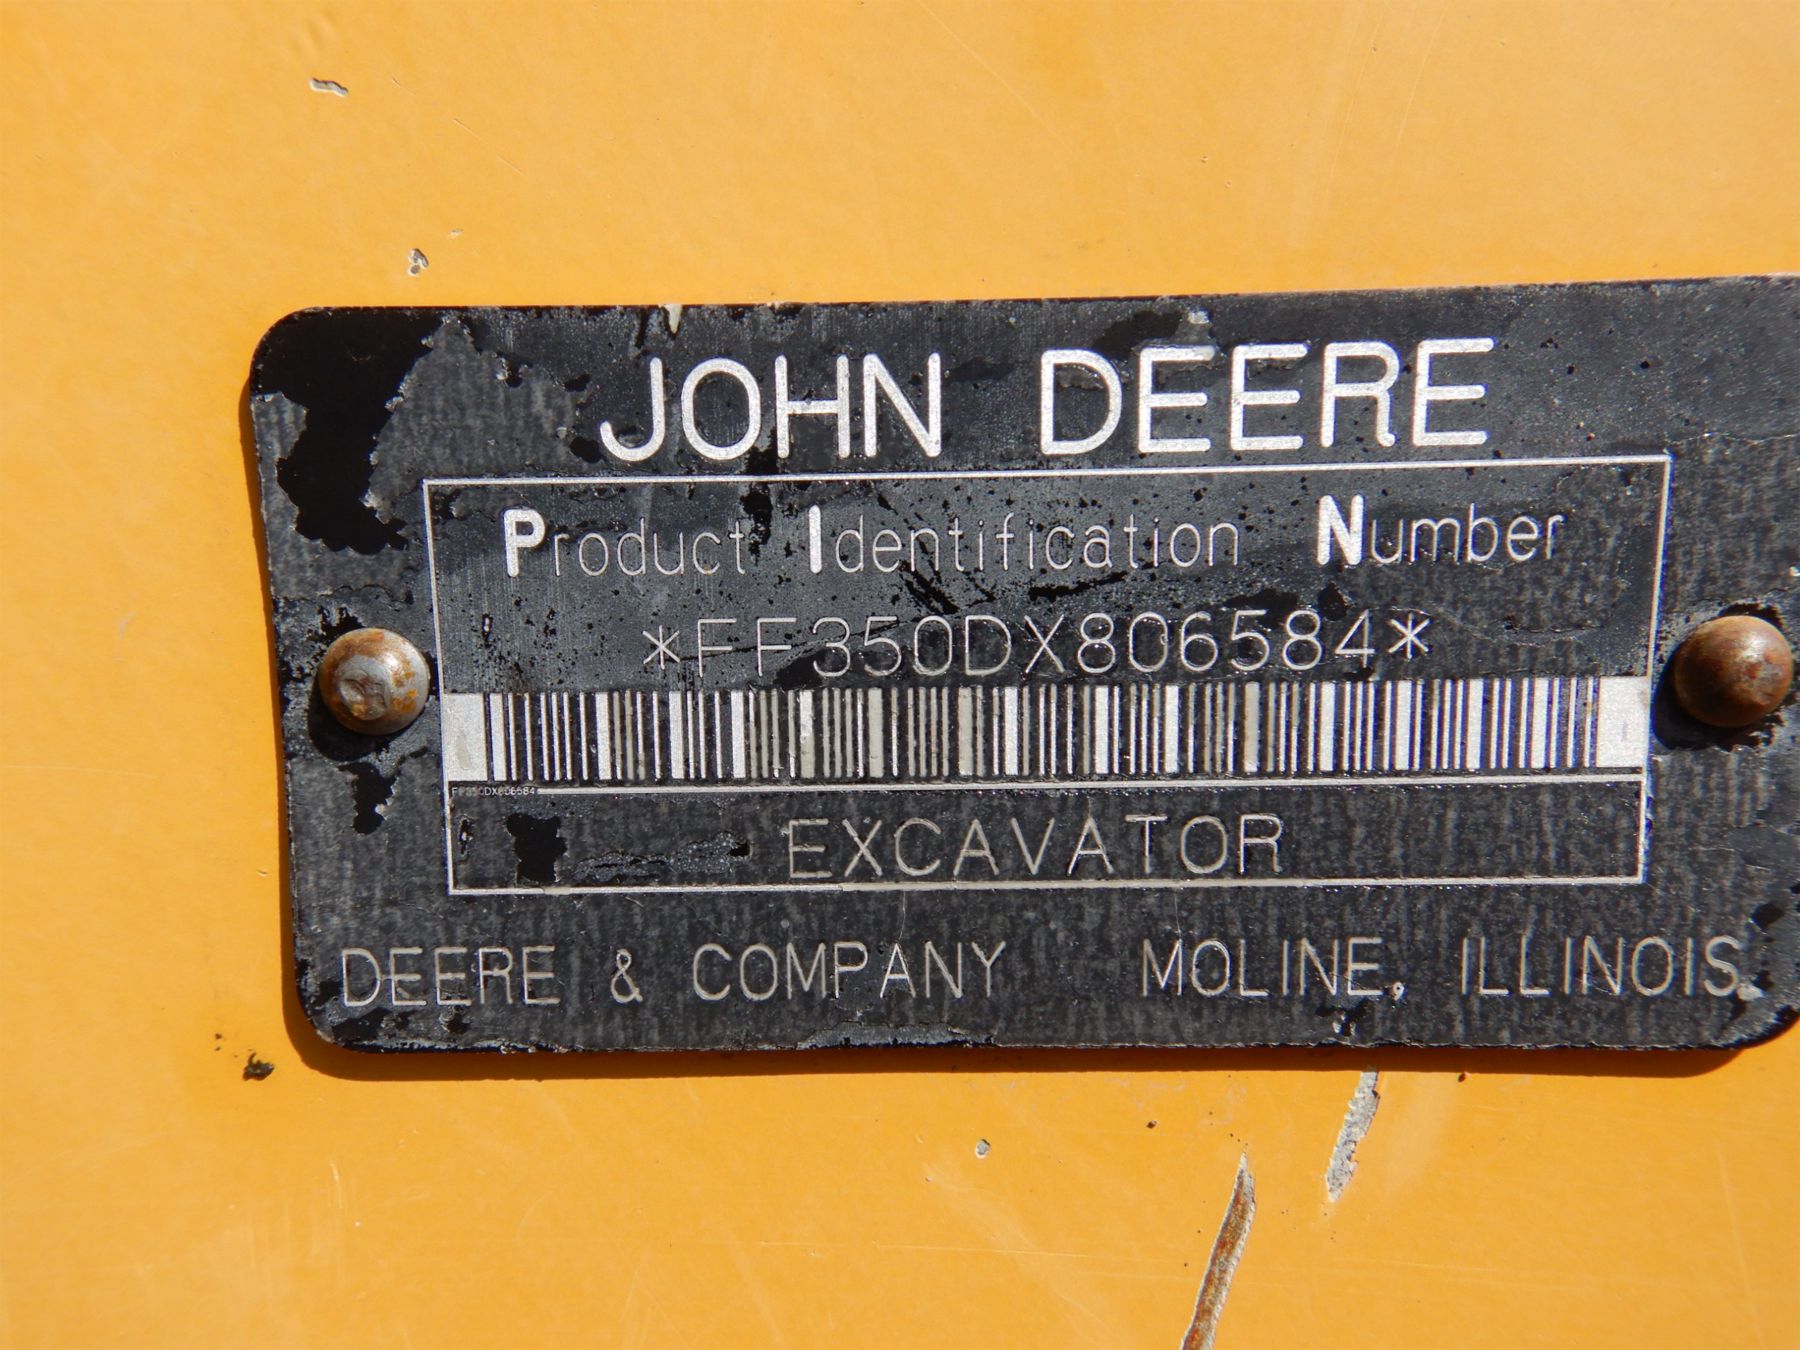 JOHN DEERE
Product Identification Number
*FF350DX806584*
FF350DX806584
EXCAVATOR
DEERE & COMPANY MOLINE, ILLINOIS